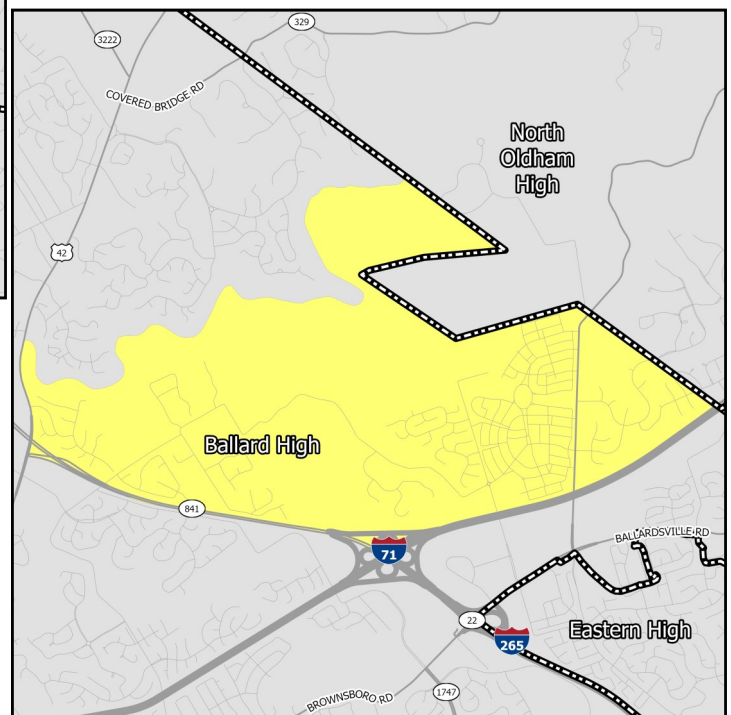 329
3222
COVERED BRIDGE RD
North
Oldham
High
42
Ballard High
841
71
BALLARDSVILLE RD
22
Eastern High
265
BROWNSBORO RD
1747